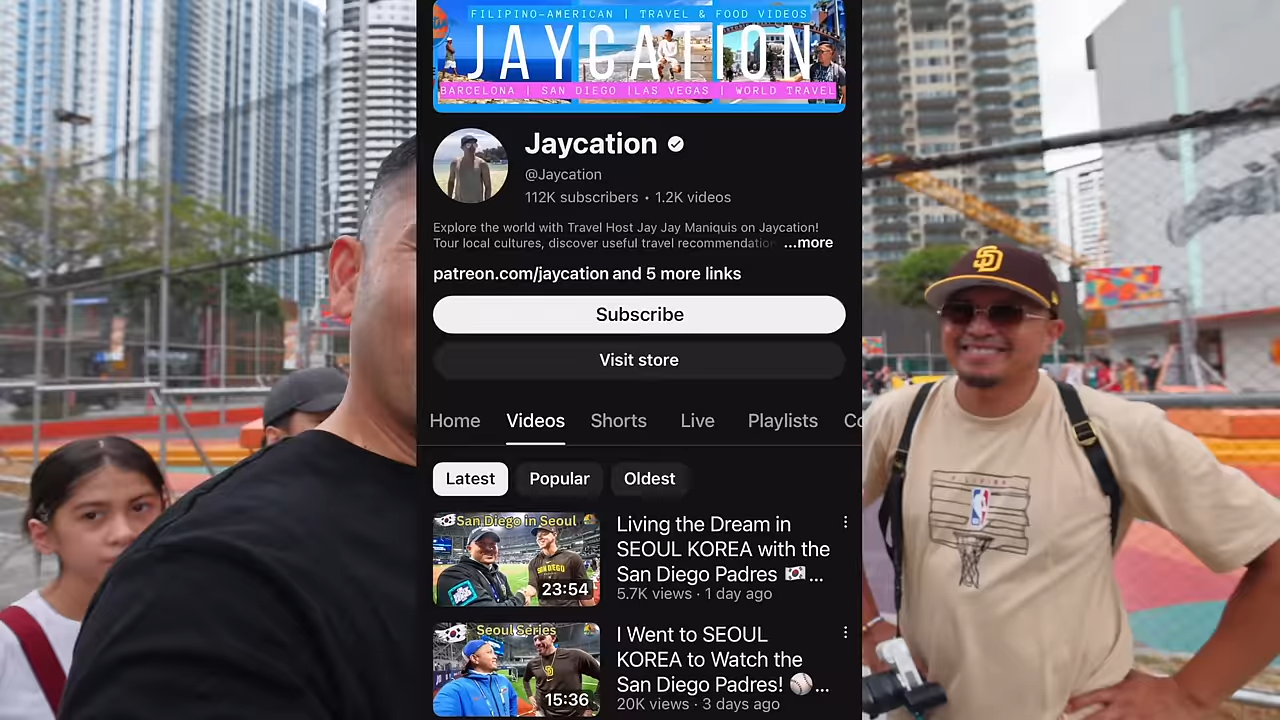 FILIPINO-AMERICAN | TRAVEL & FOOD VIDEOS
JAYCATION
BARCELONA | SAN DIEGO |LAS VEGAS | WORLD TRAVEL
Jaycation
@Jaycation
112K subscribers • 1.2K videos
Explore the world with Travel Host Jay Jay Maniquis on Jaycation!
Tour local cultures, discover useful travel recommendation ...more
patreon.com/jaycation and 5 more links
Subscribe
Visit store
Home Videos Shorts Live Playlists Co
Latest Popular Oldest
San Diego in Seoul
SAN DIEGO
23:54
Living the Dream in
SEOUL KOREA with the
San Diego Padres 🇰🇷...
5.7K views · 1 day ago
Seoul Series
15:36
I Went to SEOUL
KOREA to Watch the
San Diego Padres! ⚾...
20K views · 3 days ago
SD